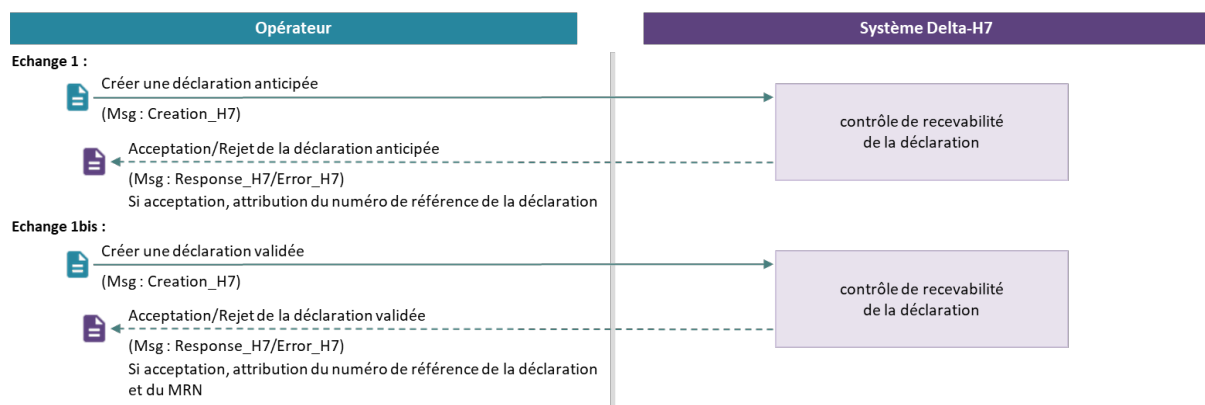 Opérateur
Système Delta-H7
Echange 1 :
Créer une déclaration anticipée
(Msg : Creation_H7)
contrôle de recevabilité
de la déclaration
Acceptation/Rejet de la déclaration anticipée
(Msg : Response_H7/Error_H7)
Si acceptation, attribution du numéro de référence de la déclaration
Echange 1bis :
Créer une déclaration validée
(Msg : Creation_H7)
contrôle de recevabilité
de la déclaration
Acceptation/Rejet de la déclaration validée
(Msg : Response_H7/Error_H7)
Si acceptation, attribution du numéro de référence de la déclaration
et du MRN